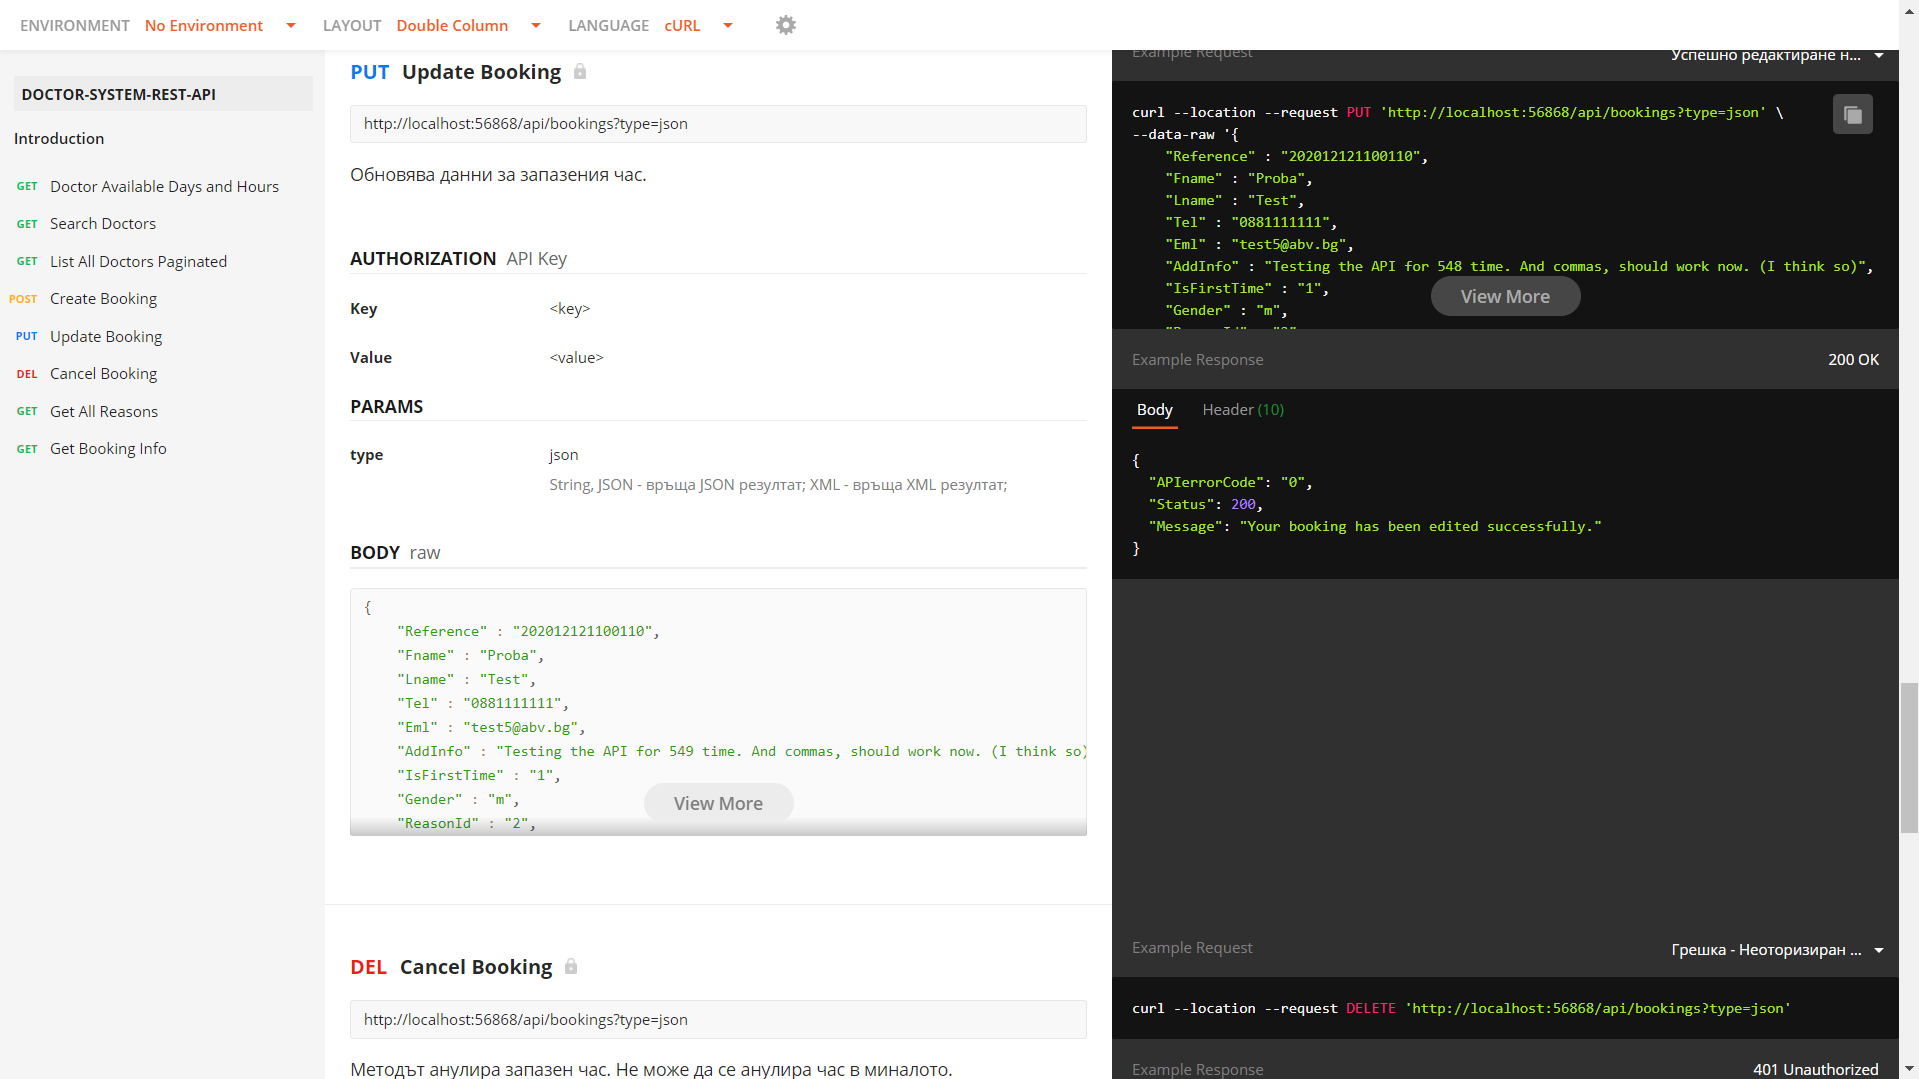 ENVIRONMENT No Environment LAYOUT Double Column LANGUAGE cURL
DOCTOR-SYSTEM-REST-API
Introduction
GET Doctor Available Days and Hours
GET Search Doctors
GET List All Doctors Paginated
POST Create Booking
PUT Update Booking
DEL Cancel Booking
GET Get All Reasons
GET Get Booking Info
PUT Update Booking
http://localhost:56868/api/bookings?type=json
Обновява данни за запазения час.
AUTHORIZATION API Key
Key <key>
Value <value>
PARAMS
type json
String, JSON - връща JSON резултат; XML - връща XML резултат;
BODY raw
{
"Reference" : "202012121100110",
"Fname" : "Proba",
"Lname" : "Test",
"Tel" : "0881111111",
"Eml" : "test5@abv.bg",
"AddInfo" : "Testing the API for 549 time. And commas, should work now. (I think so)
"IsFirstTime" : "1",
"Gender" : "m",
View More
"ReasonId" : "2",
DEL Cancel Booking
http://localhost:56868/api/bookings?type=json
Методът анулира запазен час. Не може да се анулира час в миналото.
Example Request Успешно редактиране н...
curl --location --request PUT 'http://localhost:56868/api/bookings?type=json' \
--data-raw '{
"Reference" : "202012121100110",
"Fname" : "Proba",
"Lname" : "Test",
"Tel" : "0881111111",
"Eml" : "test5@abv.bg",
"AddInfo" : "Testing the API for 548 time. And commas, should work now. (I think so)",
"IsFirstTime" : "1",
View More
"Gender" : "m",
Example Response 200 OK
Body Header (10)
{
"APIerrorCode": "0",
"Status": 200,
"Message": "Your booking has been edited successfully."
}
Example Request Грешка - Неоторизиран ...
curl --location --request DELETE 'http://localhost:56868/api/bookings?type=json'
Example Response 401 Unauthorized